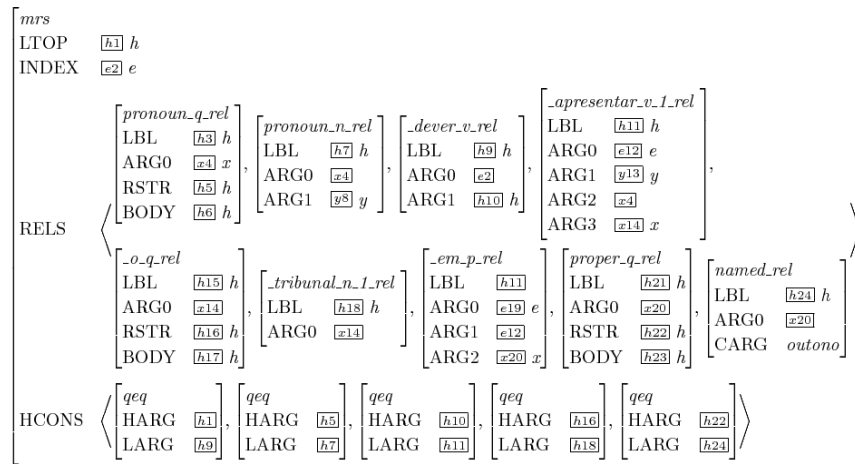 mrs
LTOP h1 h
INDEX e2 e
RELS
pronoun_q_rel
LBL h3 h
ARG0 x4 x
RSTR h5 h
BODY h6 h
,
pronoun_n_rel
LBL h7 h
ARG0 x4
ARG1 y8 y
,
_dever_v_rel
LBL h9 h
ARG0 e2
ARG1 h10 h
,
_apresentar_v_1_rel
LBL h11 h
ARG0 e12 e
ARG1 y13 y
ARG2 x4
ARG3 x14 x
,
_o_q_rel
LBL h15 h
ARG0 x14
RSTR h16 h
BODY h17 h
,
_tribunal_n_1_rel
LBL h18 h
ARG0 x14
,
_em_p_rel
LBL h11
ARG0 e19 e
ARG1 e12
ARG2 x20 x
,
proper_q_rel
LBL h21 h
ARG0 x20
RSTR h22 h
BODY h23 h
,
named_rel
LBL h24 h
ARG0 x20
CARG outono
HCONS
qeq
HARG h1
LARG h9
,
qeq
HARG h5
LARG h7
,
qeq
HARG h10
LARG h11
,
qeq
HARG h16
LARG h18
,
qeq
HARG h22
LARG h24